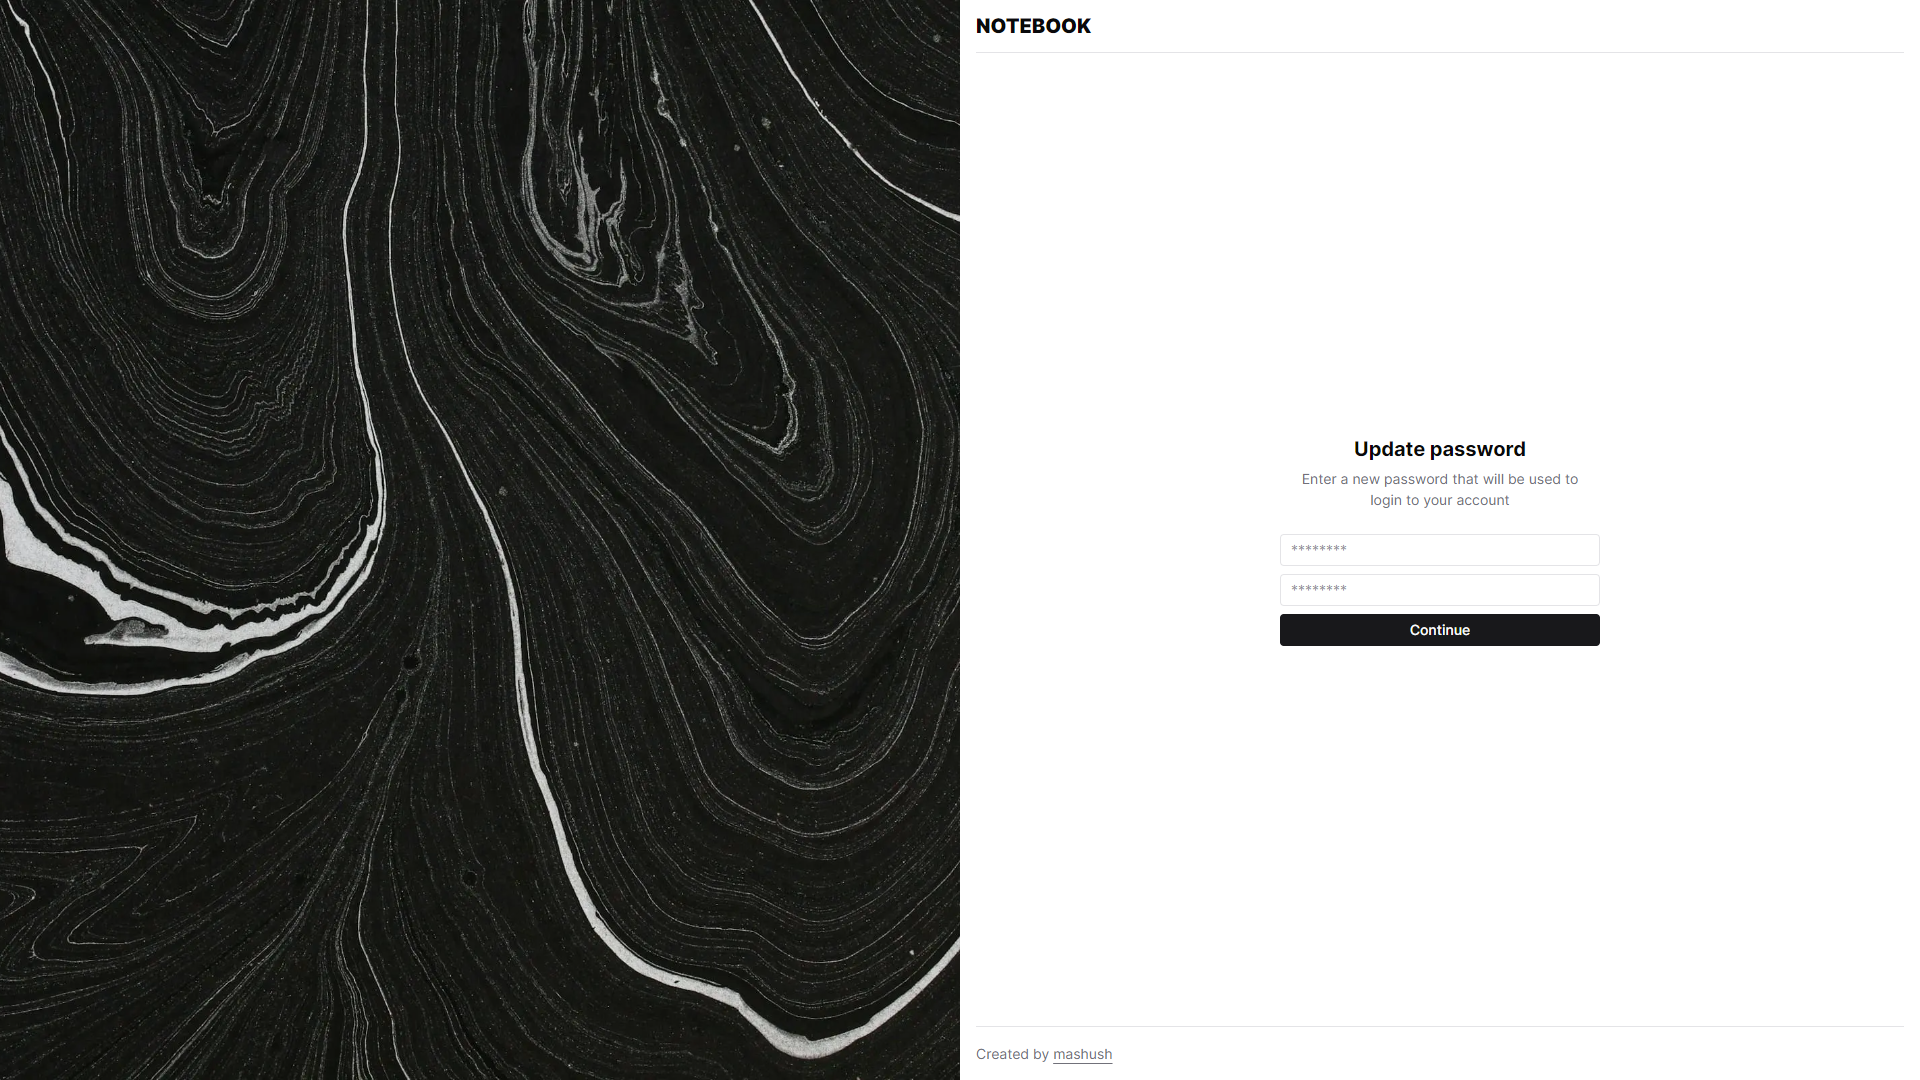 NOTEBOOK
Update password
Enter a new password that will be used to
login to your account
********
********
Continue
Created by mashush